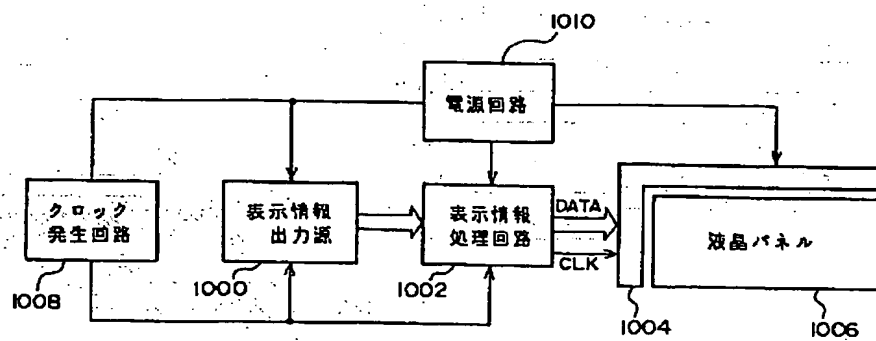 1010
電源回路
クロック
発生回路
表示情報
出力源
表示情報
処理回路
DATA
CLK
液晶パネル
1008
1000
1002
1004
1006